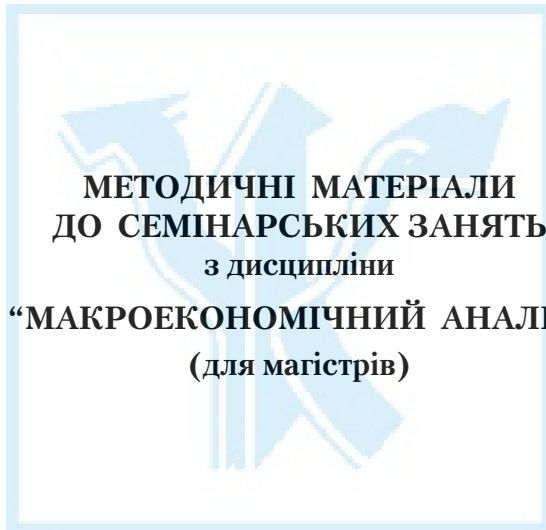 МЕТОДИЧНІ МАТЕРІАЛИ
ДО СЕМІНАРСЬКИХ ЗАНЯТЬ
з дисципліни
“МАКРОЕКОНОМІЧНИЙ АНАЛІ
(для магістрів)